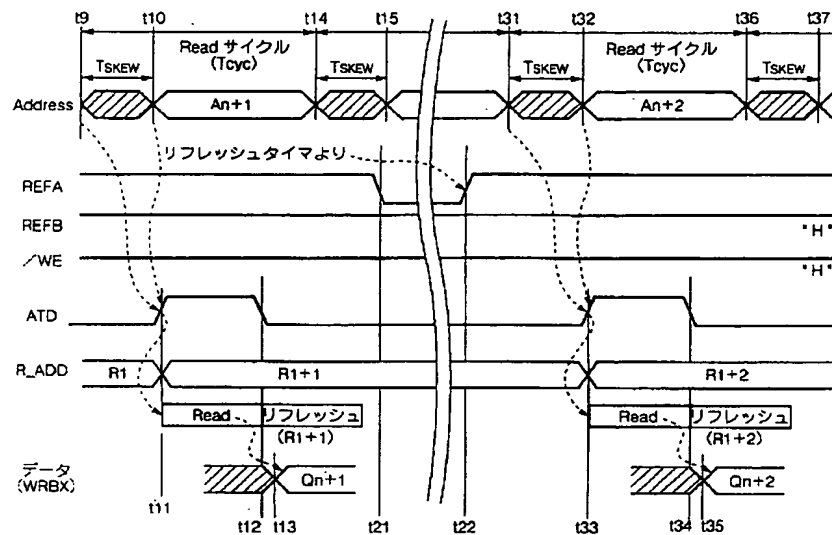 t9 t10 t14 t15 t31 t32 t36 t37
Read サイクル Read サイクル
TSKEW (Tcyc) TSKEW TSKEW (Tcyc) TSKEW
Address An+1 An+2
リフレッシュタイマより
REFA
REFB "H"
/WE "H"
ATD
R_ADD R1 R1+1 R1+2
Read リフレッシュ Read リフレッシュ
(R1+1) (R1+2)
データ
(WRBX) Qn+1 Qn+2
t11 t12 t13 t21 t22 t33 t34 t35